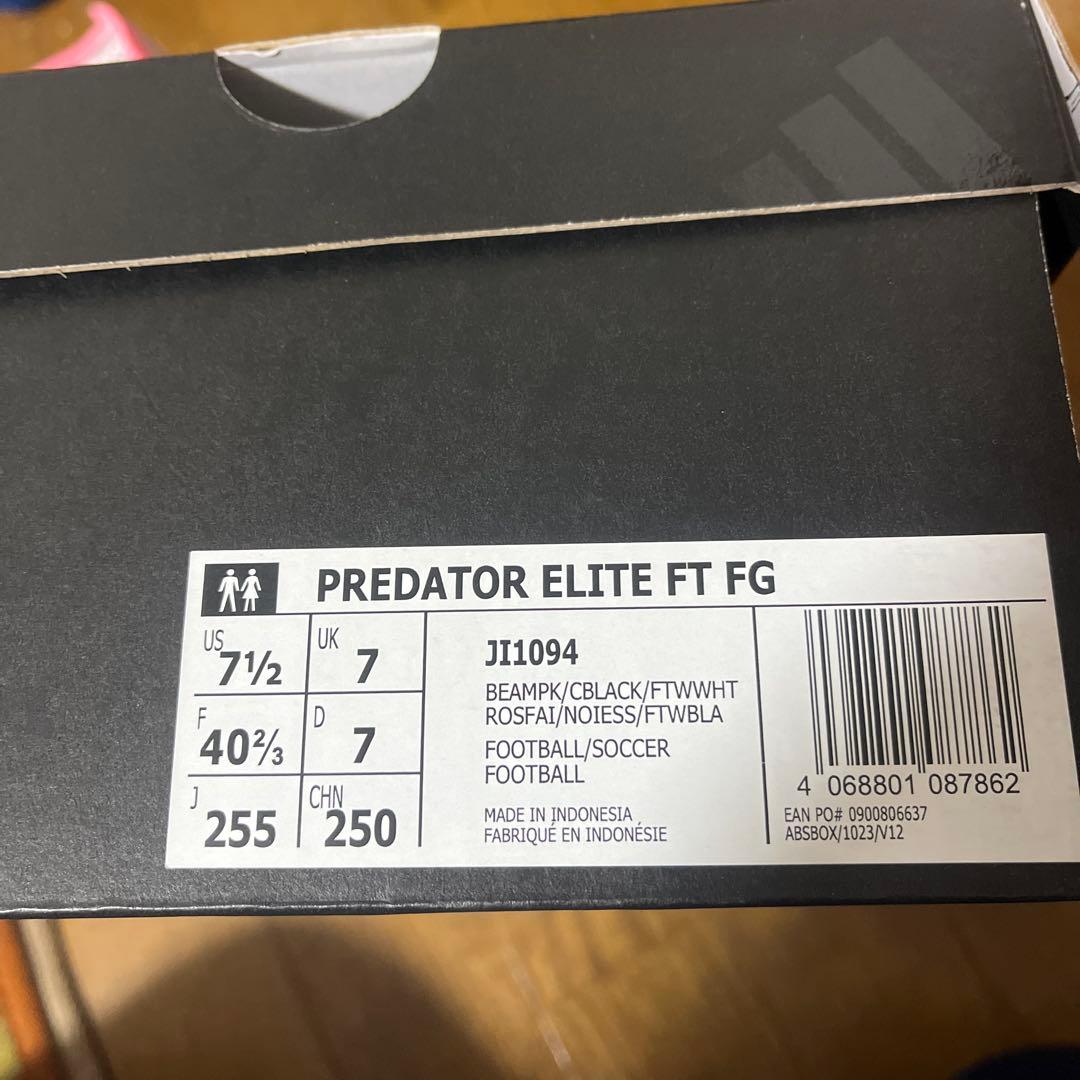 PREDATOR ELITE FT FG
US 7½ UK 7
F 40⅔ D 7
J 255 CHN 250
JI1094
BEAMPK/CBLACK/FTWWHT
ROSFAI/NOIESS/FTWBLA
FOOTBALL/SOCCER
FOOTBALL
MADE IN INDONESIA
FABRIQUÉ EN INDONÉSIE
4 068801 087862
EAN PO# 0900806637
ABSBOX/1023/V12